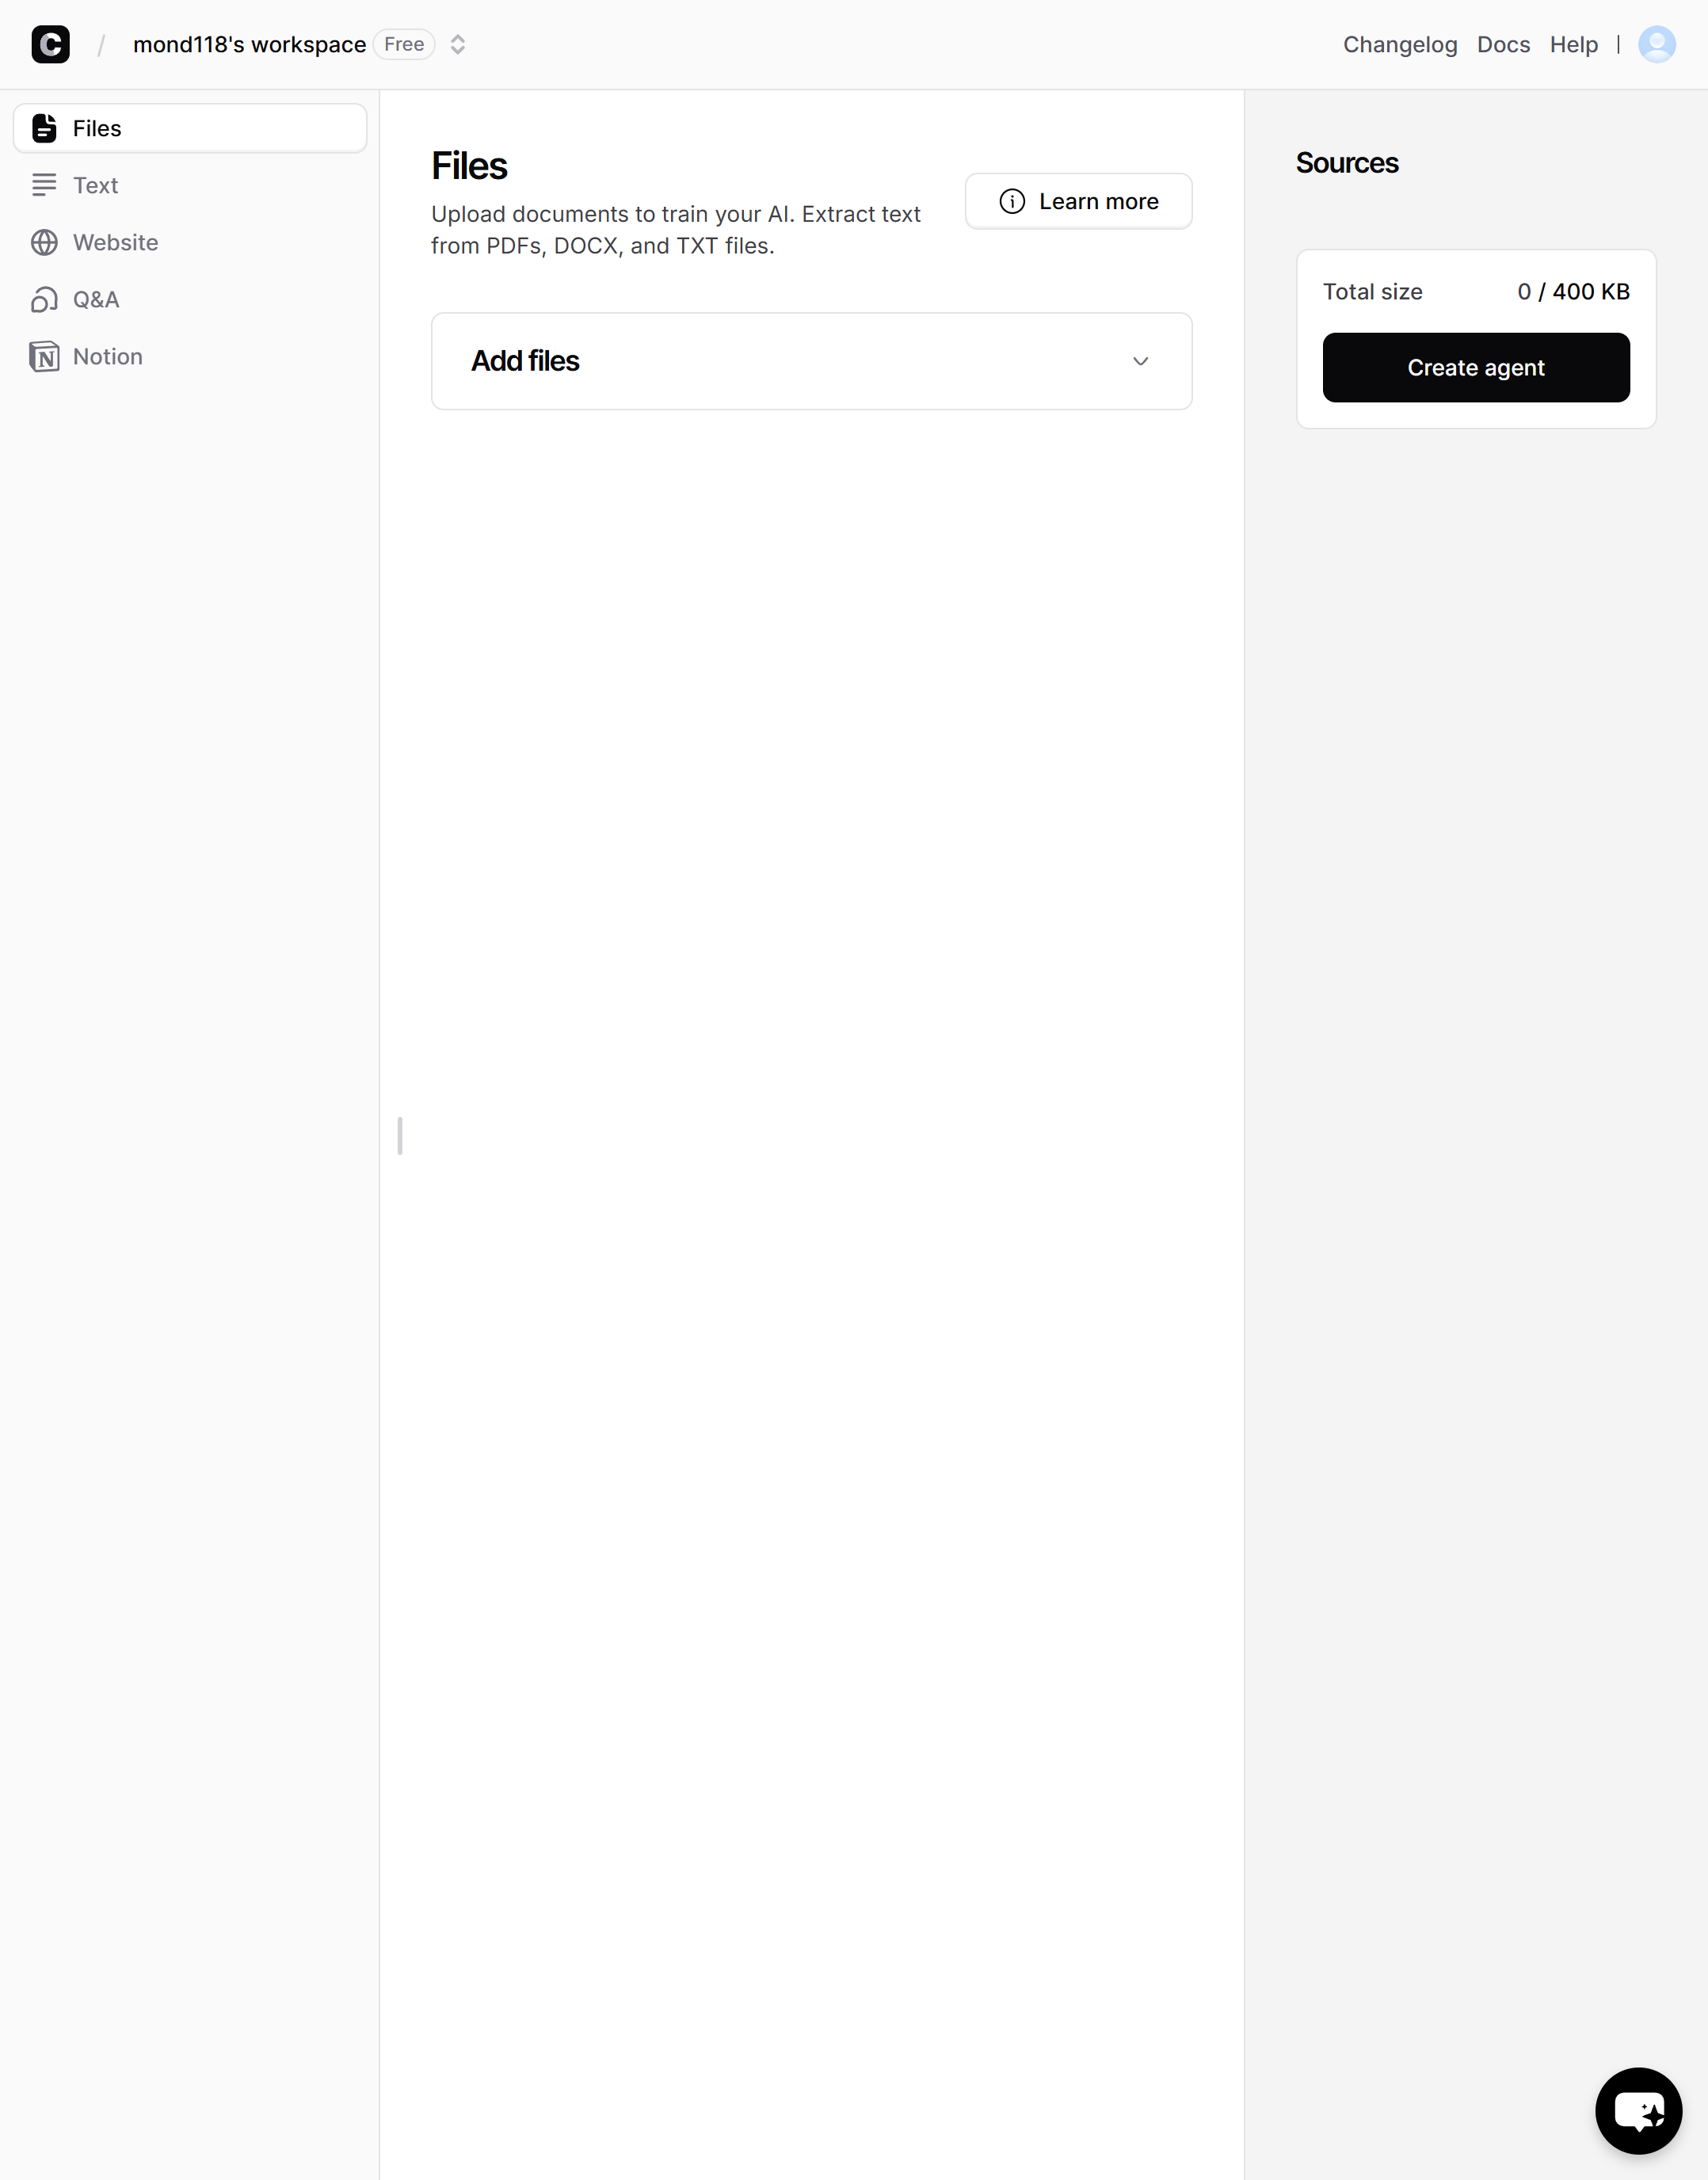 C / mond118's workspace Free
Changelog Docs Help
Files
Text
Website
Q&A
Notion
Files
Upload documents to train your AI. Extract text
from PDFs, DOCX, and TXT files.
Learn more
Add files
Sources
Total size 0 / 400 KB
Create agent